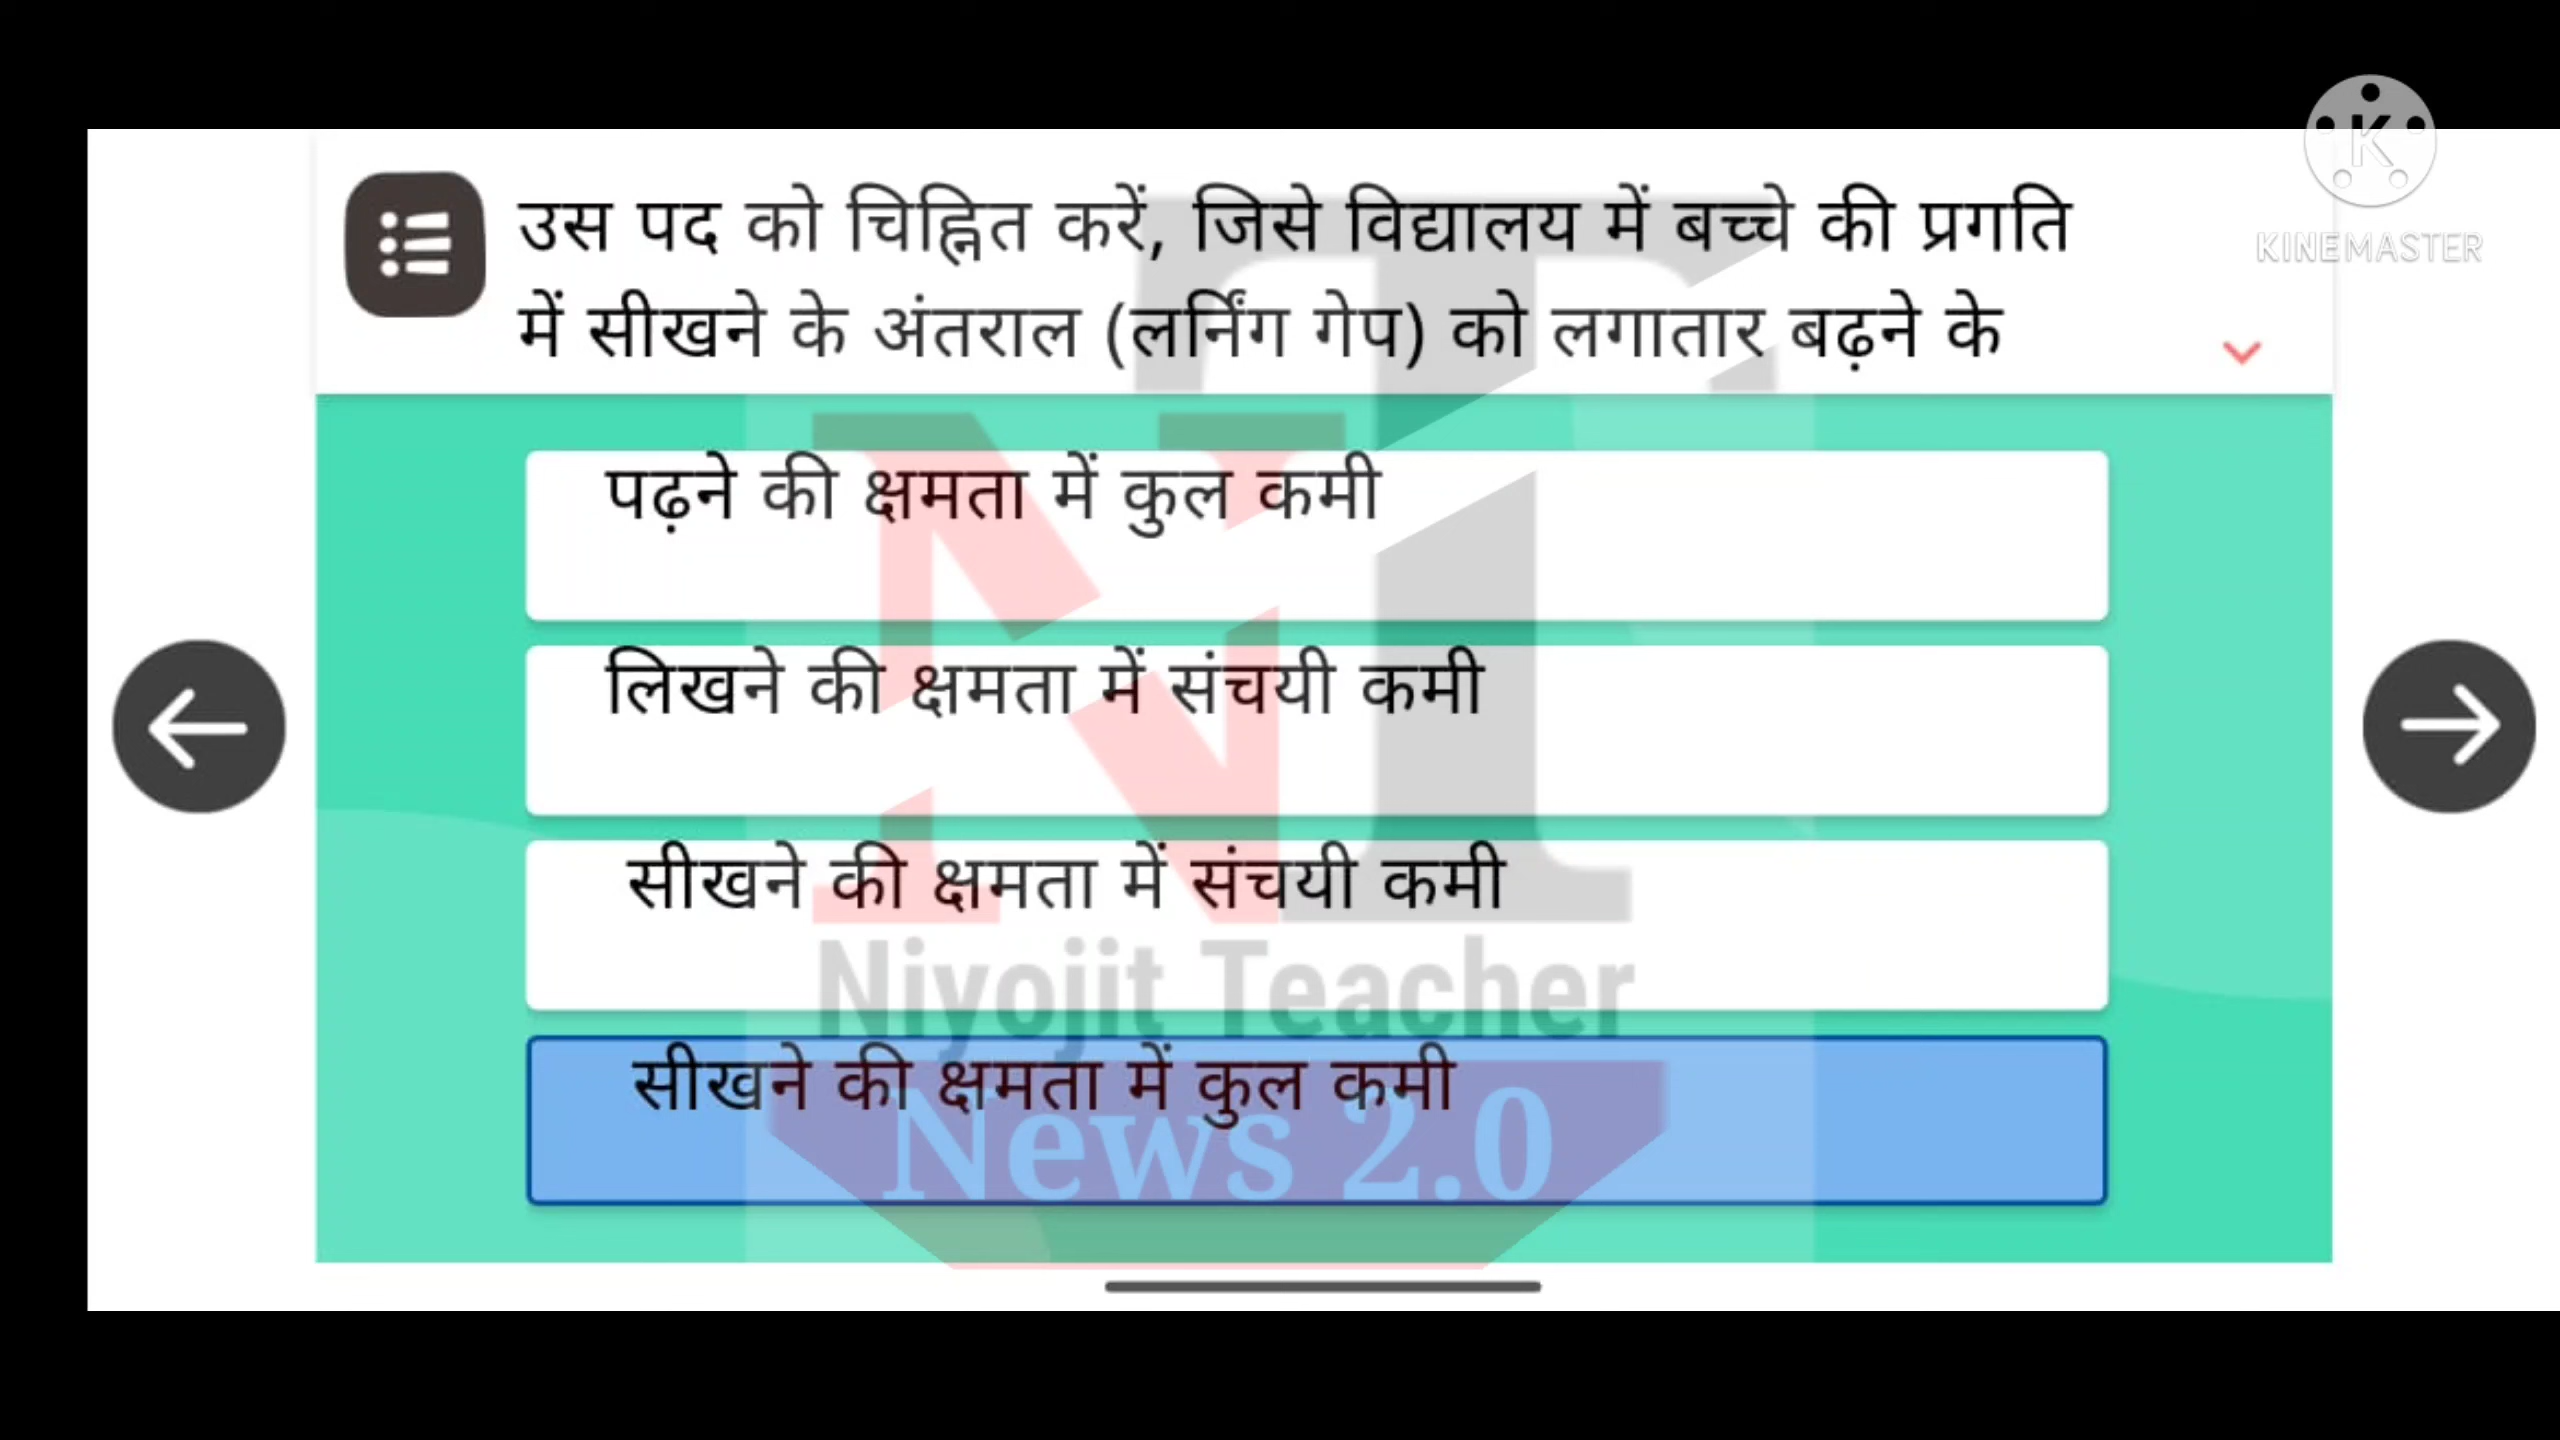 KINEMASTER
उस पद को चिह्नित करें, जिसे विद्यालय में बच्चे की प्रगति
में सीखने के अंतराल (लर्निंग गेप) को लगातार बढ़ने के
पढ़ने की क्षमता में कुल कमी
लिखने की क्षमता में संचयी कमी
सीखने की क्षमता में संचयी कमी
Niyojit Teacher
सीखने की क्षमता में कुल कमी
News 2.0